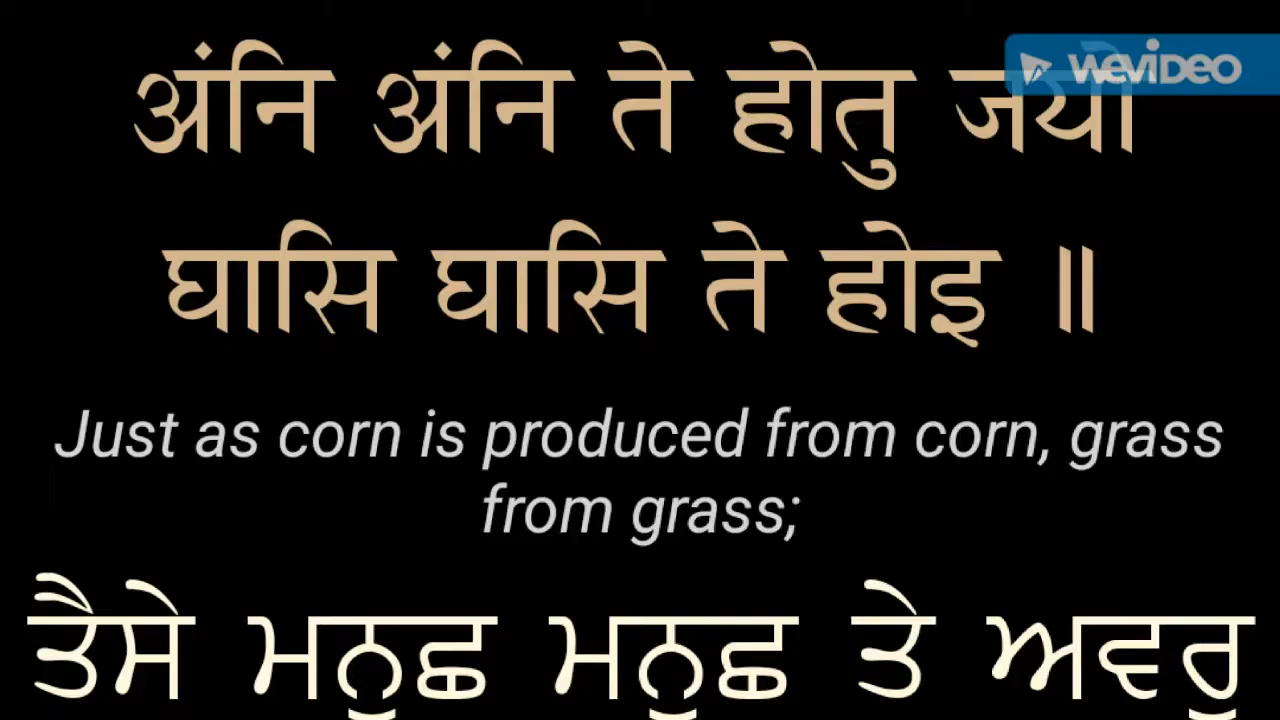 अंनि अंनि ते होतु जयों
WEVIDEO
घासि घासि ते होइ ॥
Just as corn is produced from corn, grass
from grass;
ਤੈਸੇ ਮਨੁਛ ਮਨੁਛ ਤੇ ਅਵਰੁ